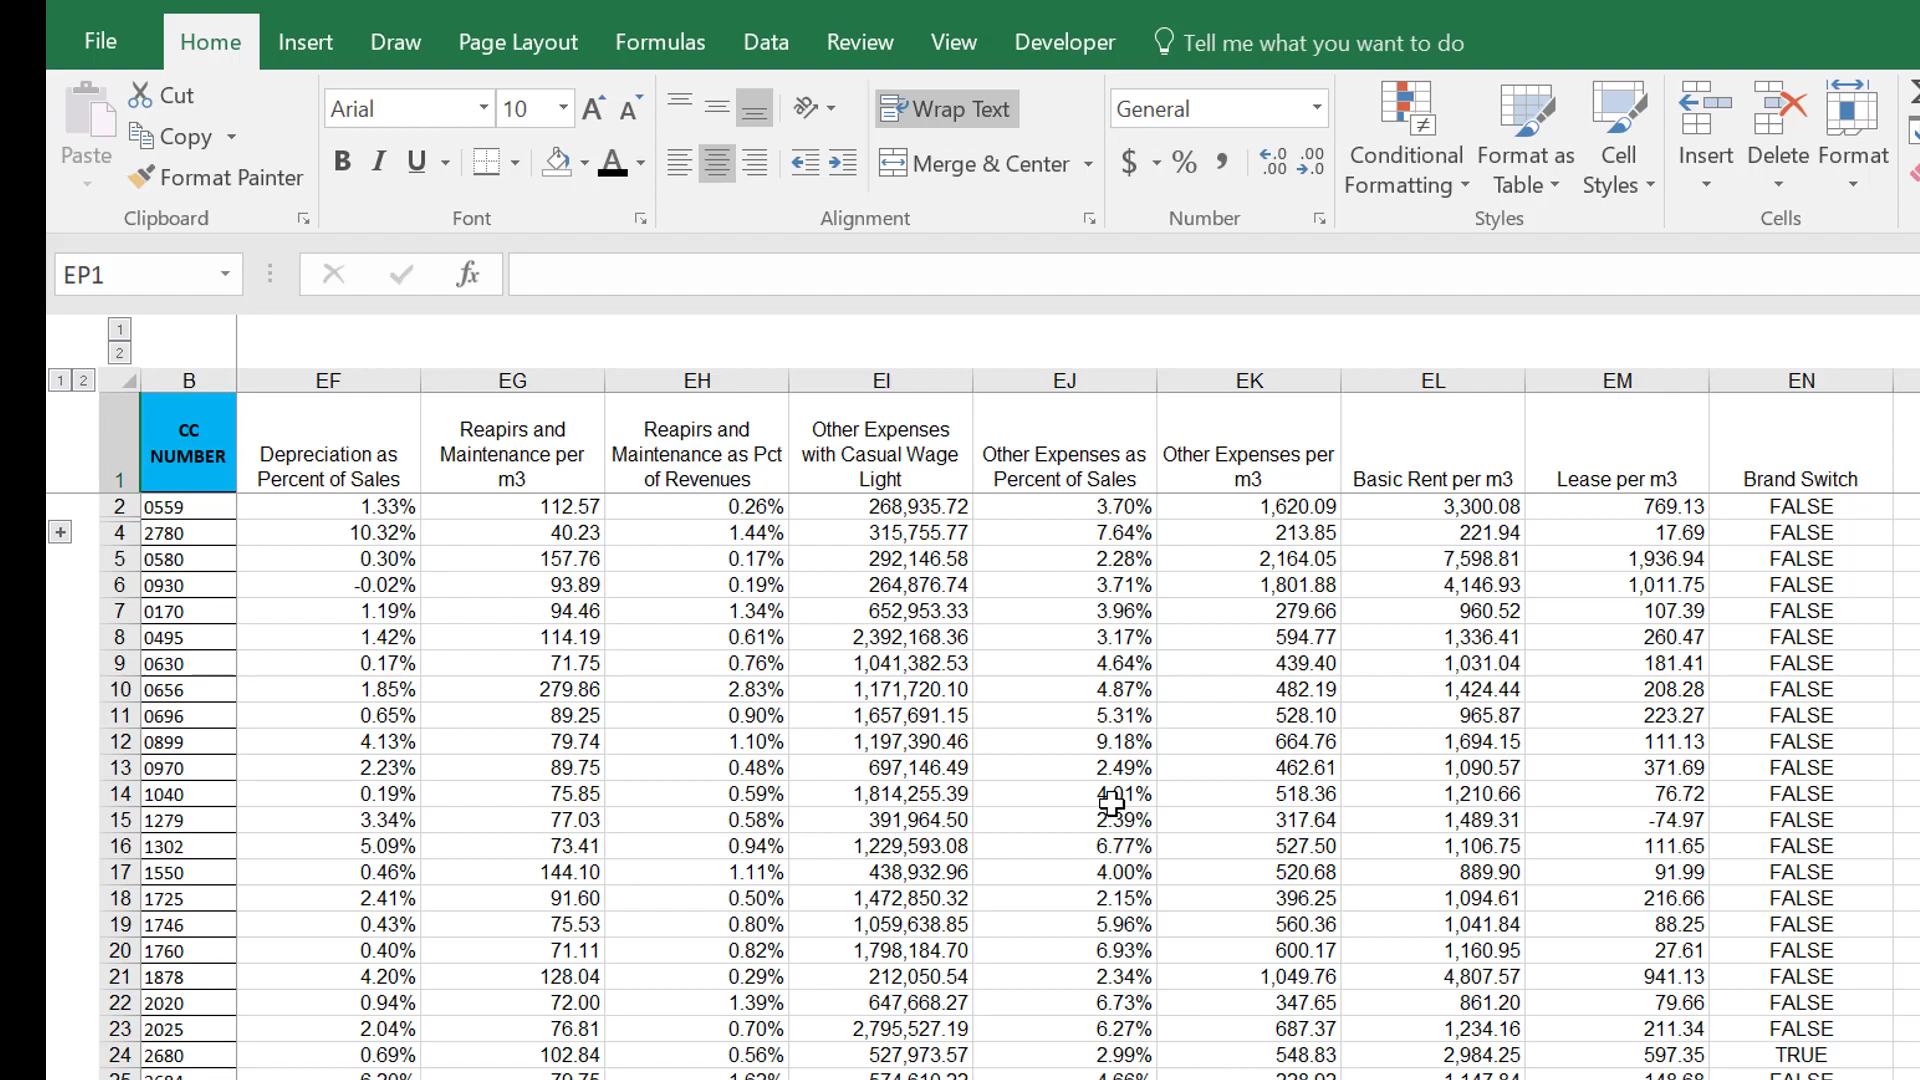 File Home Insert Draw Page Layout Formulas Data Review View Developer Tell me what you want to do
Paste
Cut
Copy
Format Painter
Clipboard
Arial 10
B I U A
Font
Wrap Text
Merge & Center
Alignment
General
$ % , .00 .00
Number
Conditional Formatting
Format as Table
Cell Styles
Styles
Insert Delete Format
Cells
EP1 fx
1
2
1 2 B EF EG EH EI EJ EK EL EM EN
1 CC NUMBER Depreciation as Percent of Sales Reapirs and Maintenance per m3 Reapirs and Maintenance as Pct of Revenues Other Expenses with Casual Wage Light Other Expenses as Percent of Sales Other Expenses per m3 Basic Rent per m3 Lease per m3 Brand Switch
2 0559 1.33% 112.57 0.26% 268,935.72 3.70% 1,620.09 3,300.08 769.13 FALSE
4 2780 10.32% 40.23 1.44% 315,755.77 7.64% 213.85 221.94 17.69 FALSE
5 0580 0.30% 157.76 0.17% 292,146.58 2.28% 2,164.05 7,598.81 1,936.94 FALSE
6 0930 -0.02% 93.89 0.19% 264,876.74 3.71% 1,801.88 4,146.93 1,011.75 FALSE
7 0170 1.19% 94.46 1.34% 652,953.33 3.96% 279.66 960.52 107.39 FALSE
8 0495 1.42% 114.19 0.61% 2,392,168.36 3.17% 594.77 1,336.41 260.47 FALSE
9 0630 0.17% 71.75 0.76% 1,041,382.53 4.64% 439.40 1,031.04 181.41 FALSE
10 0656 1.85% 279.86 2.83% 1,171,720.10 4.87% 482.19 1,424.44 208.28 FALSE
11 0696 0.65% 89.25 0.90% 1,657,691.15 5.31% 528.10 965.87 223.27 FALSE
12 0899 4.13% 79.74 1.10% 1,197,390.46 9.18% 664.76 1,694.15 111.13 FALSE
13 0970 2.23% 89.75 0.48% 697,146.49 2.49% 462.61 1,090.57 371.69 FALSE
14 1040 0.19% 75.85 0.59% 1,814,255.39 4.01% 518.36 1,210.66 76.72 FALSE
15 1279 3.34% 77.03 0.58% 391,964.50 2.39% 317.64 1,489.31 -74.97 FALSE
16 1302 5.09% 73.41 0.94% 1,229,593.08 6.77% 527.50 1,106.75 111.65 FALSE
17 1550 0.46% 144.10 1.11% 438,932.96 4.00% 520.68 889.90 91.99 FALSE
18 1725 2.41% 91.60 0.50% 1,472,850.32 2.15% 396.25 1,094.61 216.66 FALSE
19 1746 0.43% 75.53 0.80% 1,059,638.85 5.96% 560.36 1,041.84 88.25 FALSE
20 1760 0.40% 71.11 0.82% 1,798,184.70 6.93% 600.17 1,160.95 27.61 FALSE
21 1878 4.20% 128.04 0.29% 212,050.54 2.34% 1,049.76 4,807.57 941.13 FALSE
22 2020 0.94% 72.00 1.39% 647,668.27 6.73% 347.65 861.20 79.66 FALSE
23 2025 2.04% 76.81 0.70% 2,795,527.19 6.27% 687.37 1,234.16 211.34 FALSE
24 2680 0.69% 102.84 0.56% 527,973.57 2.99% 548.83 2,984.25 597.35 TRUE